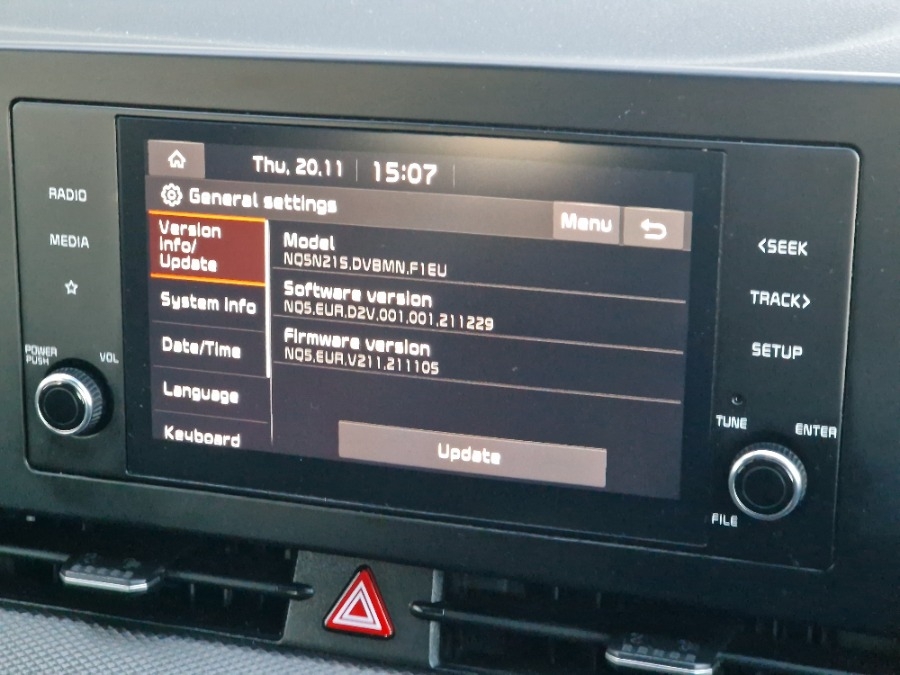 Thu, 20.11 15:07
General settings
Menu
Version
Info/
Update
System Info
Date/Time
Language
Keyboard
Model
NQ5N21S.DVBMN.F1EU
Software version
NQ5.EUR.D2V.001.001.211229
Firmware version
NQ5.EUR.V211.211105
Update
RADIO
MEDIA
POWER
PUSH
VOL
<SEEK
TRACK>
SETUP
TUNE
ENTER
FILE